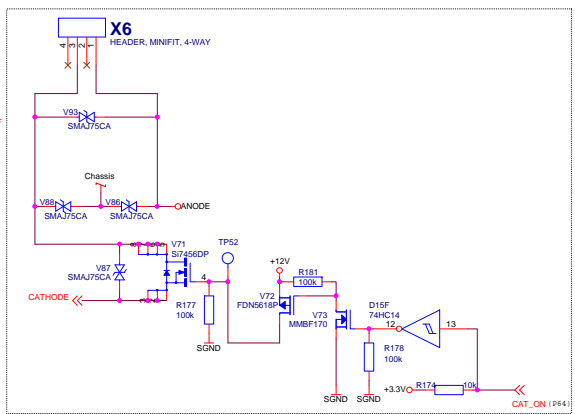 X6
HEADER, MINIFIT, 4-WAY
4 3 2 1
V93
SMAJ75CA
Chassis
V88
SMAJ75CA
V86
SMAJ75CA
ANODE
V71
Si7456DP
TP52
V87
SMAJ75CA
4
CATHODE
R177
100k
SGND
+12V
R181
100k
V72
FDN5618P
V73
MMBF170
D15F
74HC14
12
13
R178
100k
SGND
SGND
+3.3V
R174
10k
CAT_ON (P64)